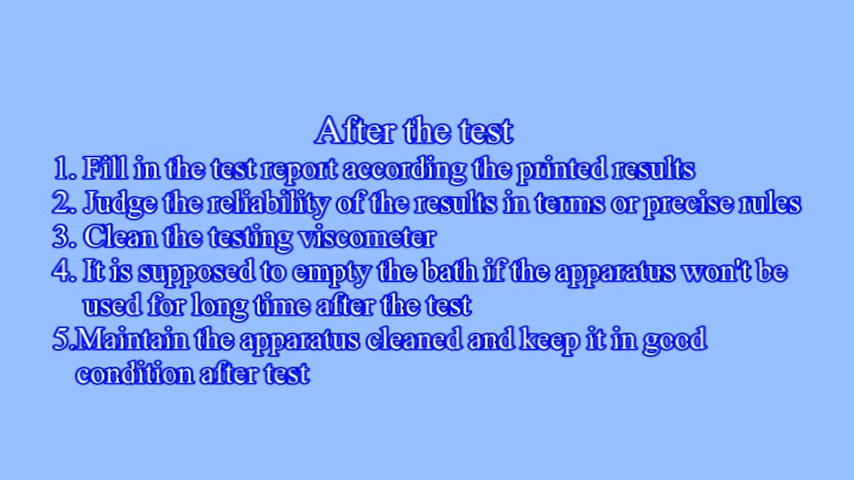 After the test
1. Fill in the test report according the printed results
2. Judge the reliability of the results in terms or precise rules
3. Clean the testing viscometer
4. It is supposed to empty the bath if the apparatus won't be
used for long time after the test
5.Maintain the apparatus cleaned and keep it in good
condition after test